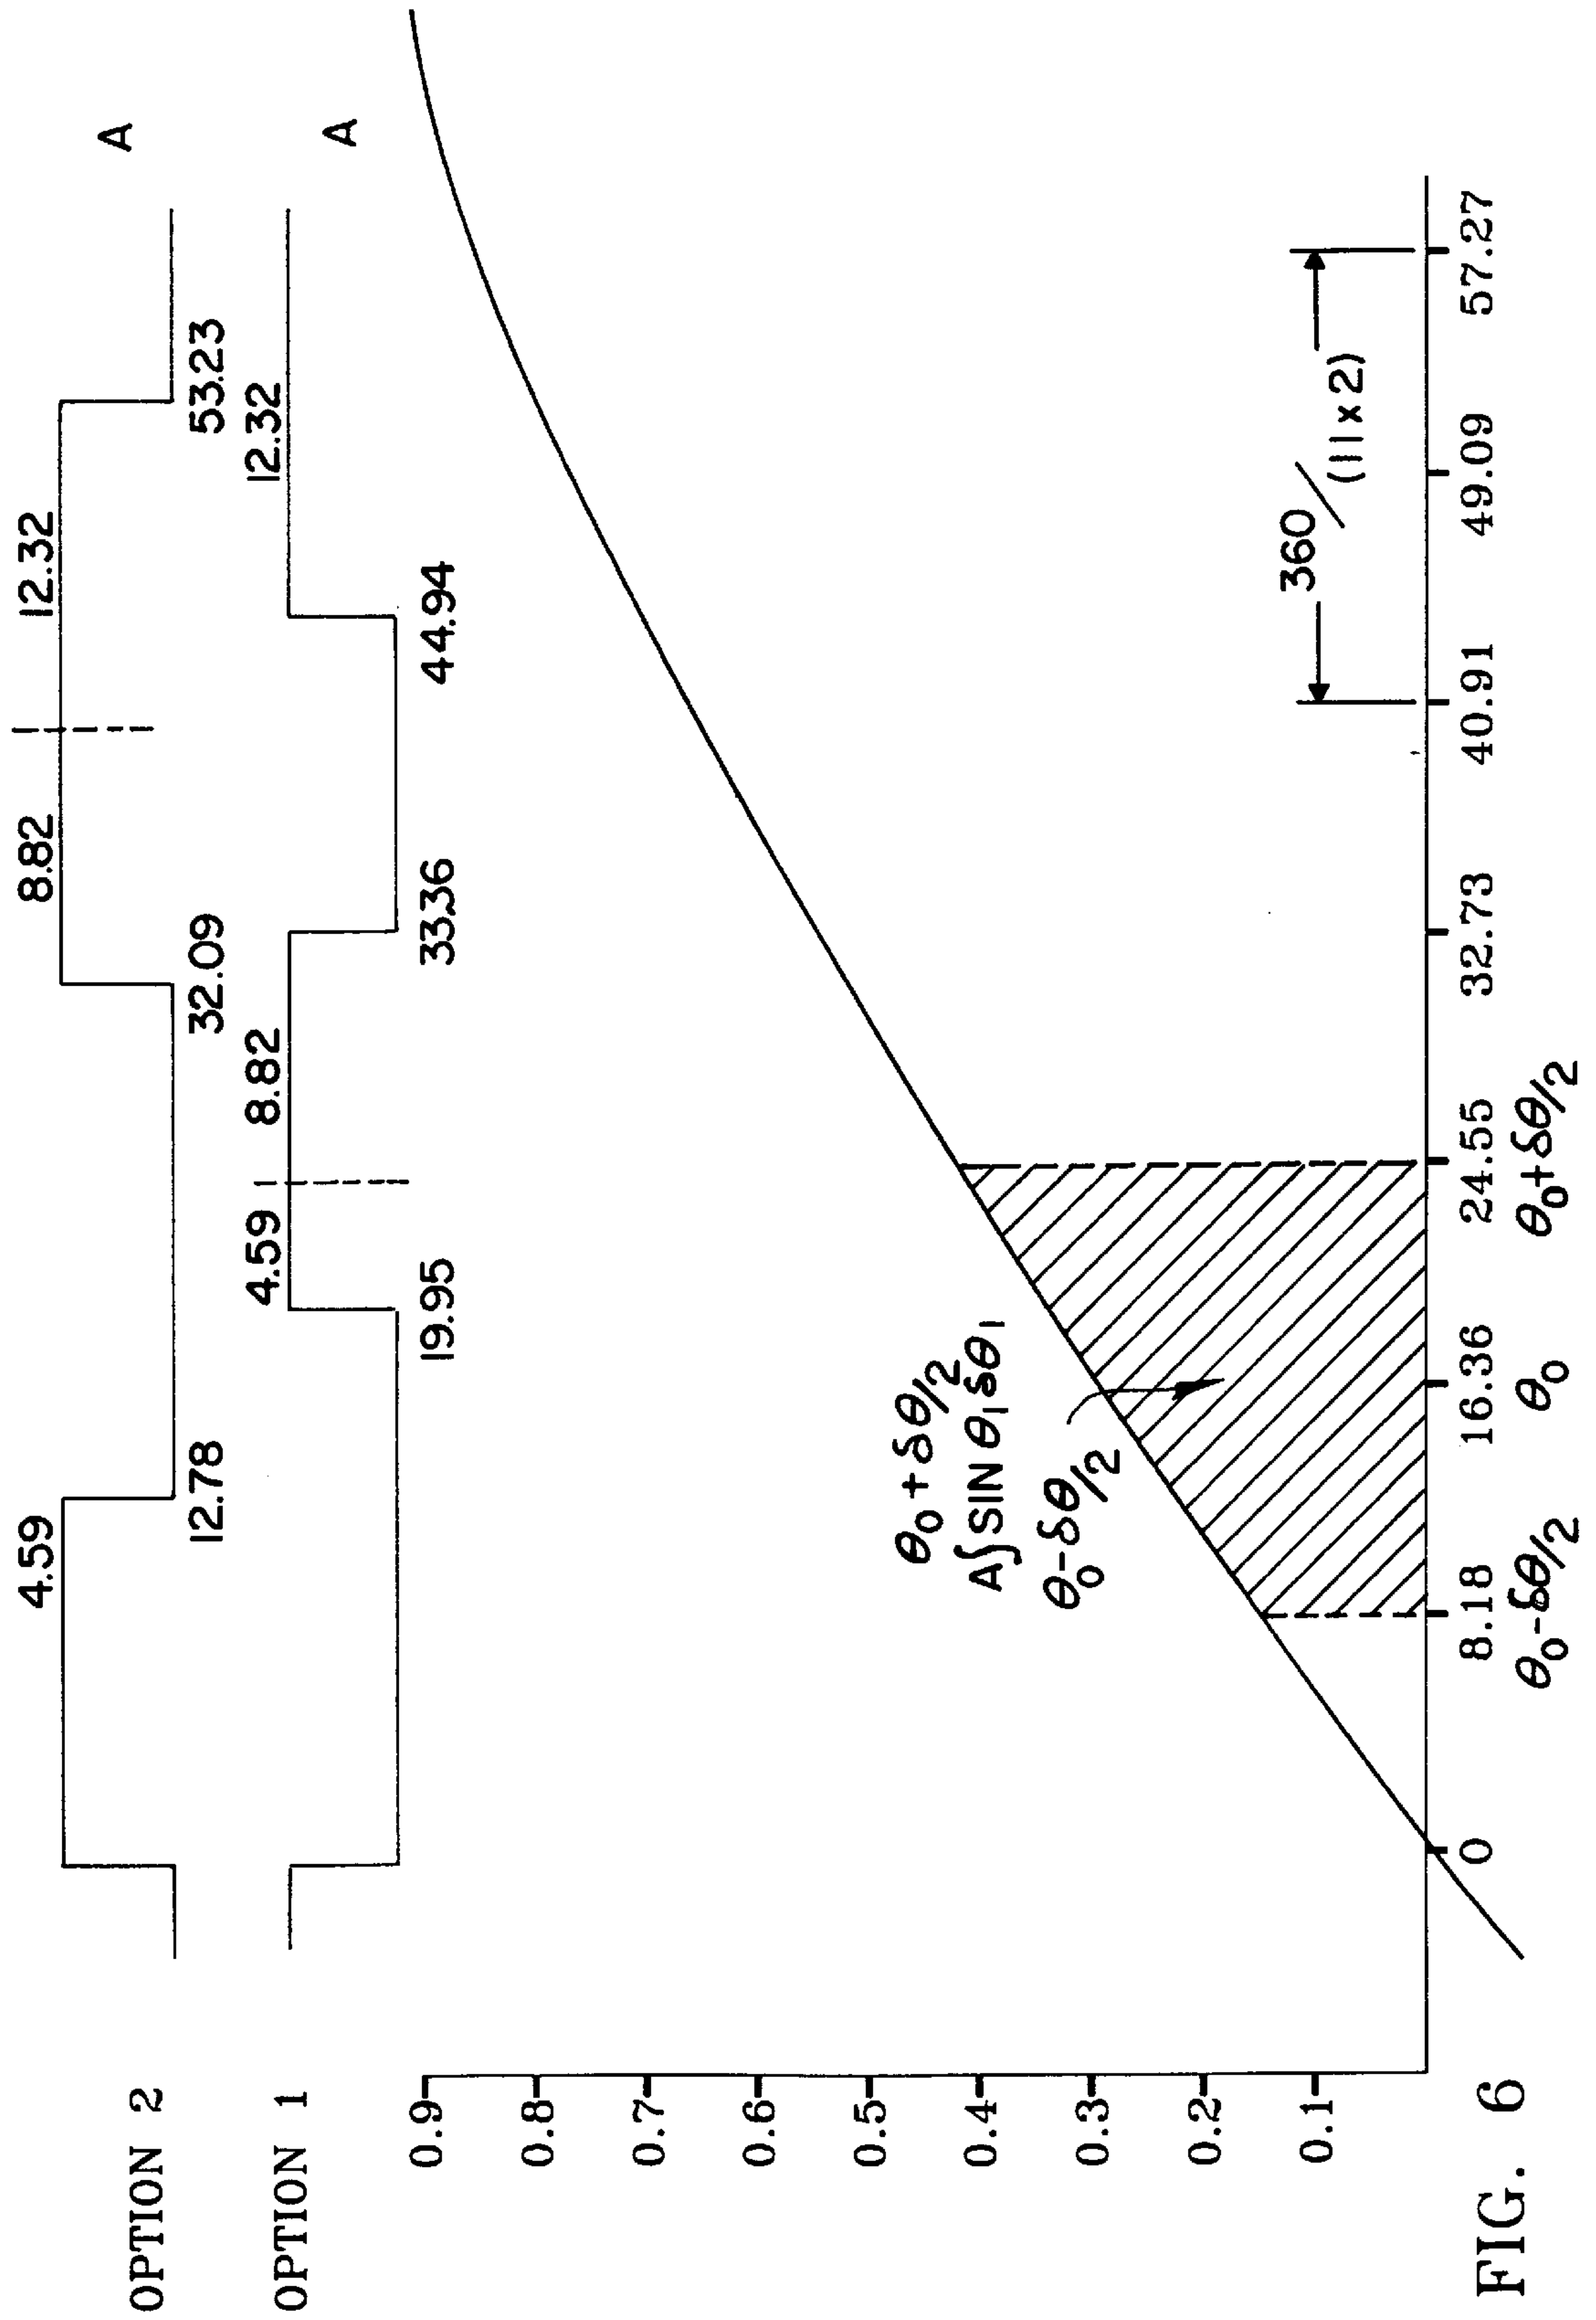 OPTION 2
4.59
12.78
32.09
8.82
12.32
53.23
A
OPTION 1
19.95
4.59
8.82
33.36
44.94
12.32
A
0.9
0.8
0.7
0.6
0.5
0.4
0.3
0.2
0.1
θ0 + δθ/2
A∫ SIN θ1 δθ1
θ0 - δθ/2
360/(11x2)
0 8.18 16.36 24.55 32.73 40.91 49.09 57.27
θ0-δθ/2 θ0 θ0+δθ/2
FIG. 6